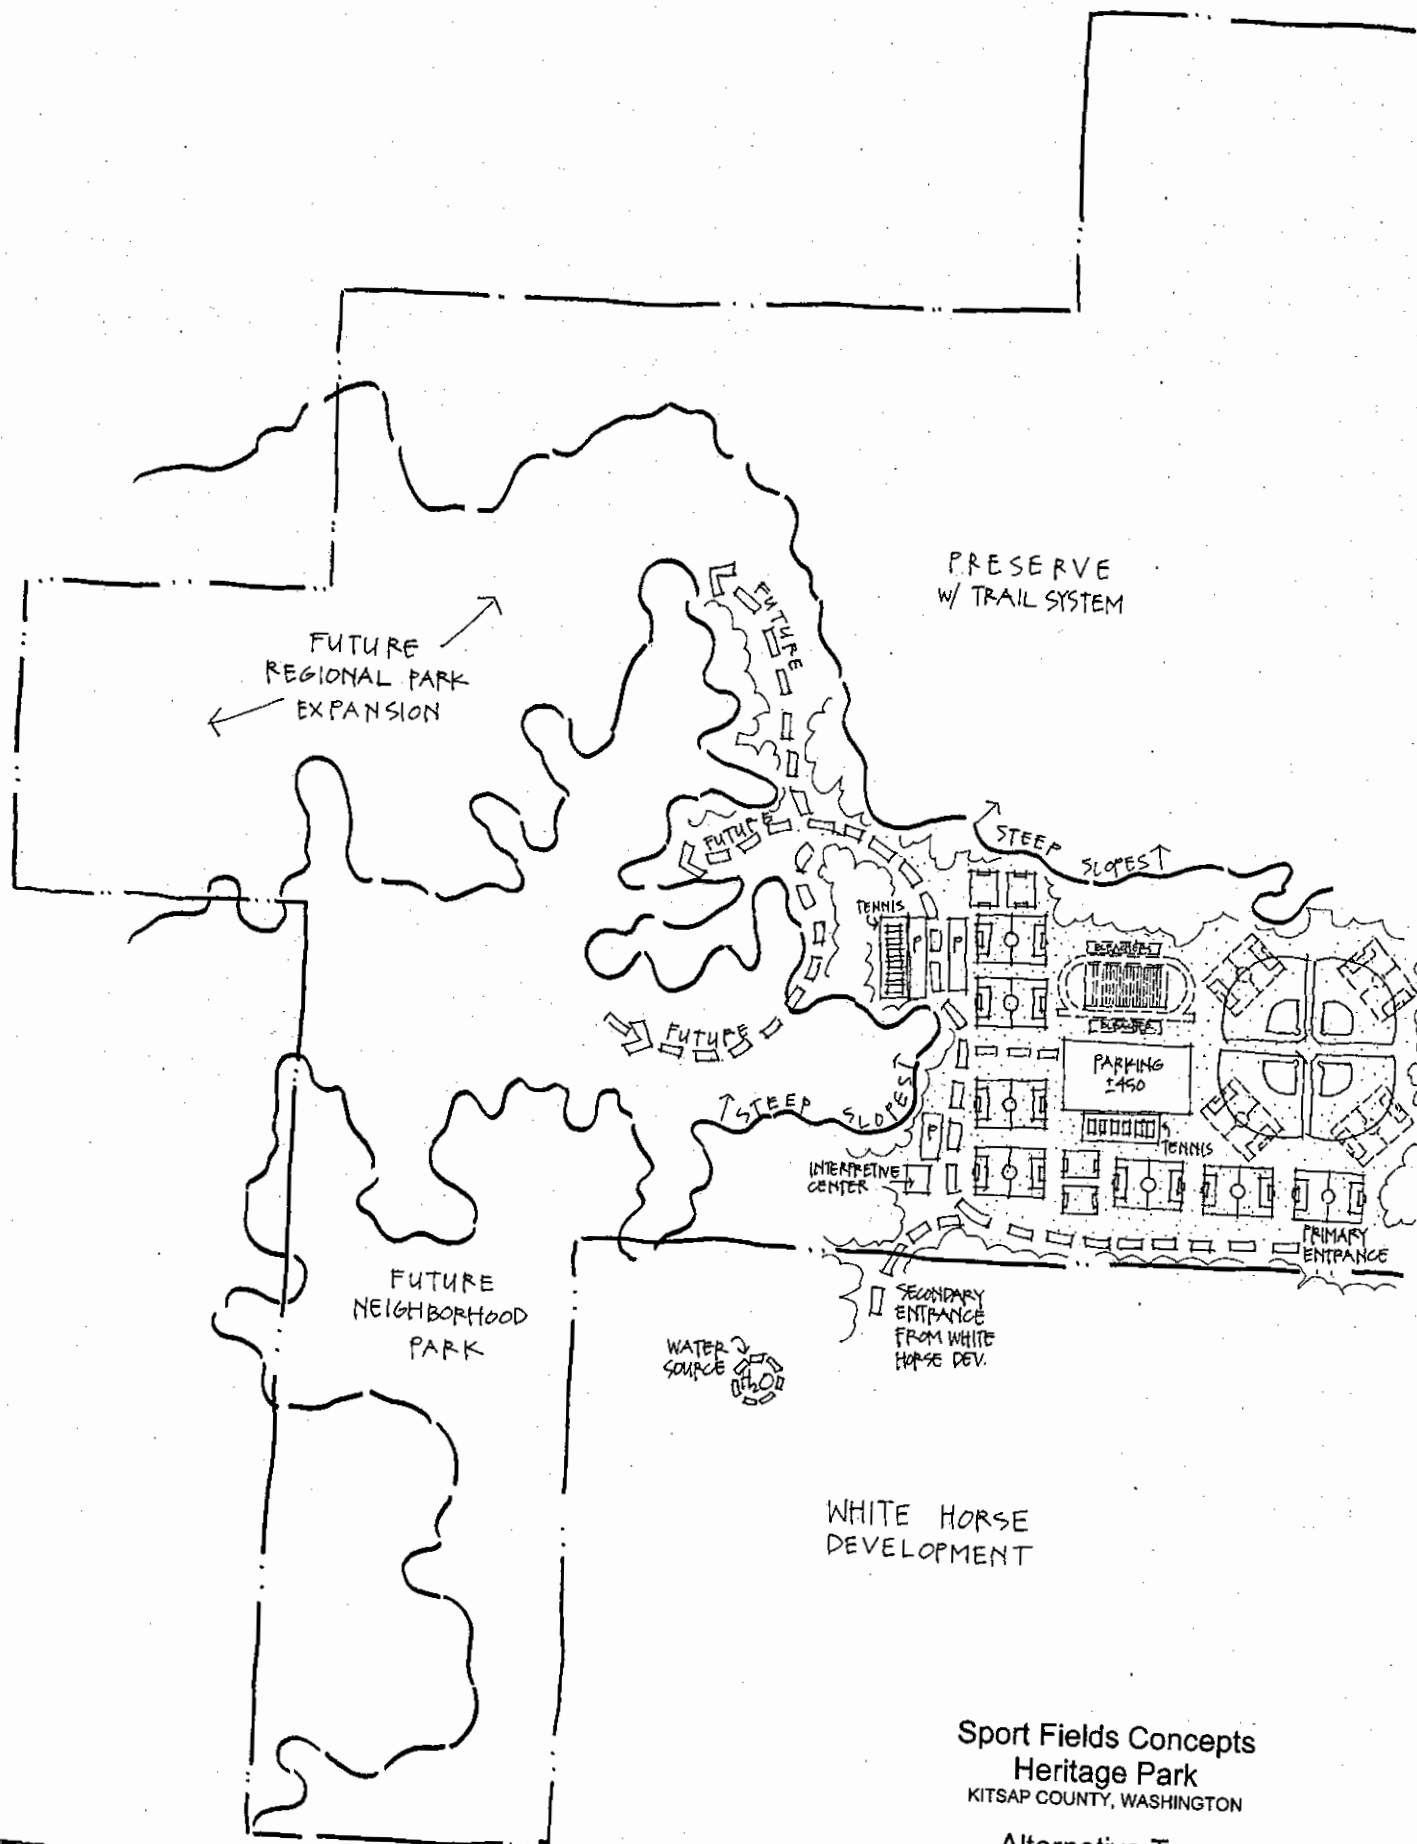 PRESERVE
W/ TRAIL SYSTEM
FUTURE
FUTURE
REGIONAL PARK
EXPANSION
FUTURE
STEEP
SLOPES
TENNIS
P
P
BLEACHERS
FUTURE
BLEACHERS
PARKING
±450
STEEP SLOPES
P
TENNIS
INTERPRETIVE
CENTER
PRIMARY
ENTRANCE
FUTURE
NEIGHBORHOOD
PARK
SECONDARY
ENTRANCE
FROM WHITE
HORSE DEV.
WATER
SOURCE
H2O
WHITE HORSE
DEVELOPMENT
Sport Fields Concepts
Heritage Park
KITSAP COUNTY, WASHINGTON